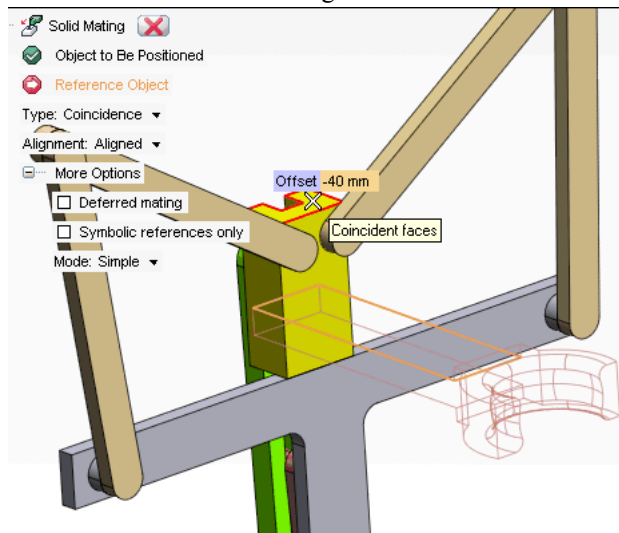 Solid Mating
Object to Be Positioned
Reference Object
Type: Coincidence
Alignment: Aligned
More Options
Offset -40 mm
Deferred mating
Coincident faces
Symbolic references only
Mode: Simple